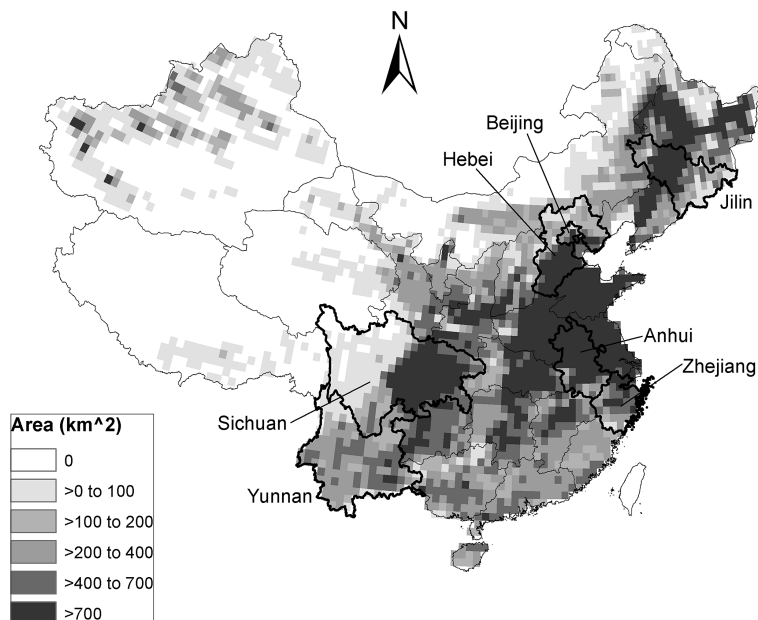 N
Beijing
Hebei
Jilin
Anhui
Zhejiang
Sichuan
Yunnan
Area (km^2)
0
>0 to 100
>100 to 200
>200 to 400
>400 to 700
>700